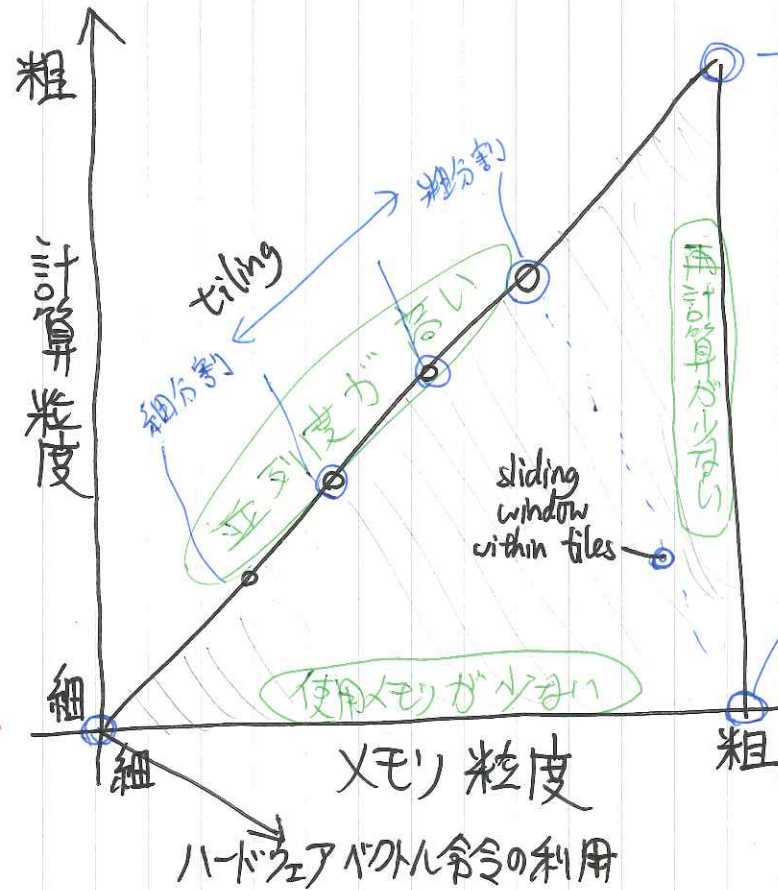 粗
計算粒度
細
細
メモリ粒度
粗
tiling
粗分割
細分割
並列度が高い
再計算が少ない
sliding
window
within tiles
使用メモリが少ない
ハードウェアベクトル命令の利用